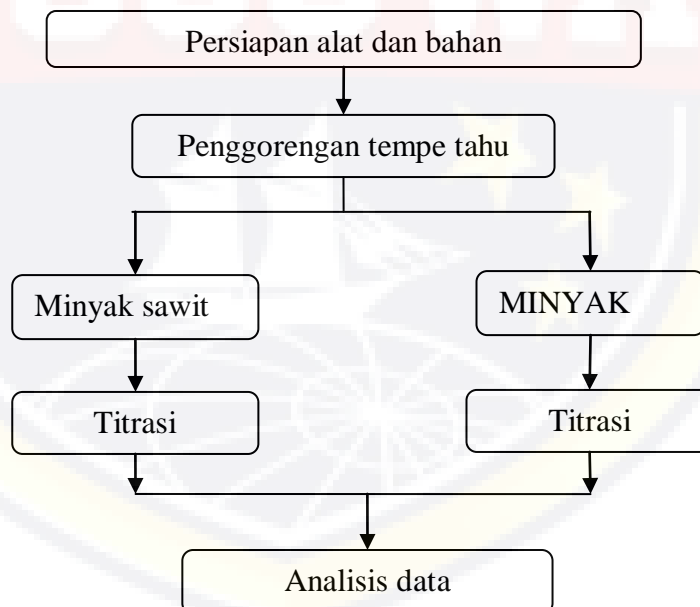 Persiapan alat dan bahan
Penggorengan tempe tahu
Minyak sawit
MINYAK
Titrasi
Titrasi
Analisis data